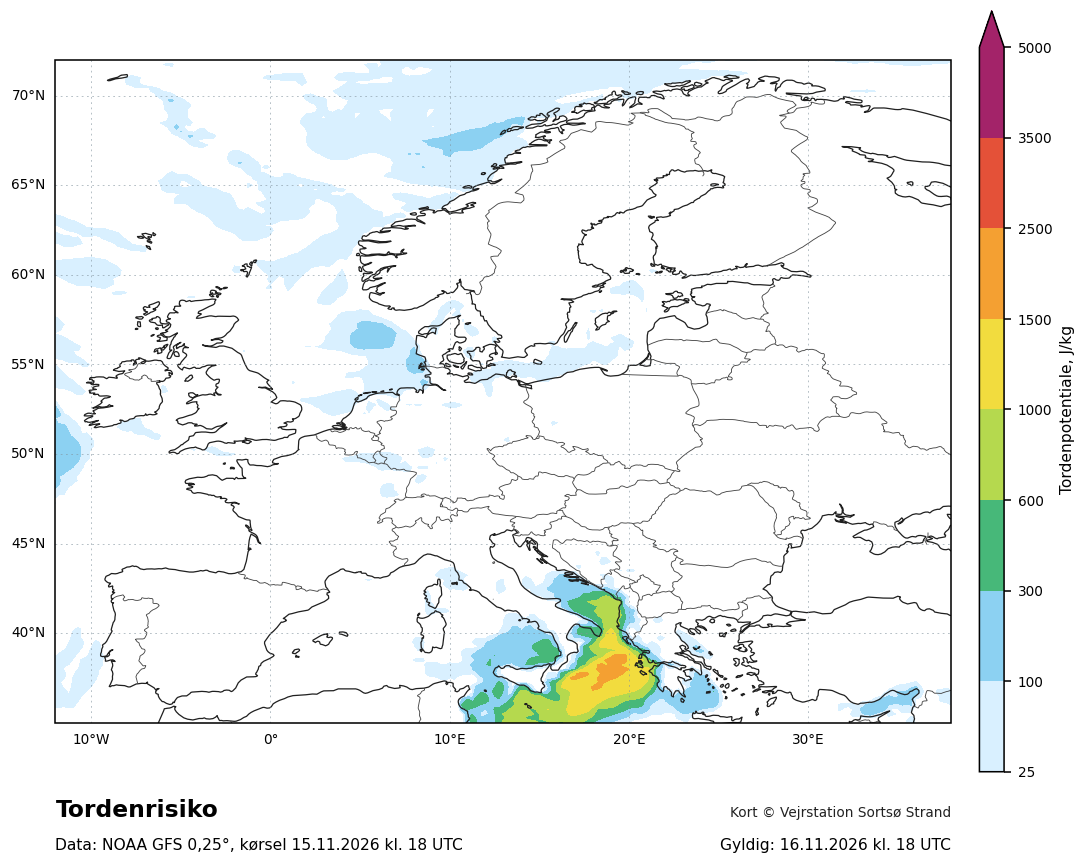 70°N
65°N
60°N
55°N
50°N
45°N
40°N
10°W
0°
10°E
20°E
30°E
5000
3500
2500
1500
1000
600
300
100
25
Tordenpotentiale, J/kg
Tordenrisiko
Kort © Vejrstation Sortsø Strand
Data: NOAA GFS 0,25°, kørsel 15.11.2026 kl. 18 UTC
Gyldig: 16.11.2026 kl. 18 UTC